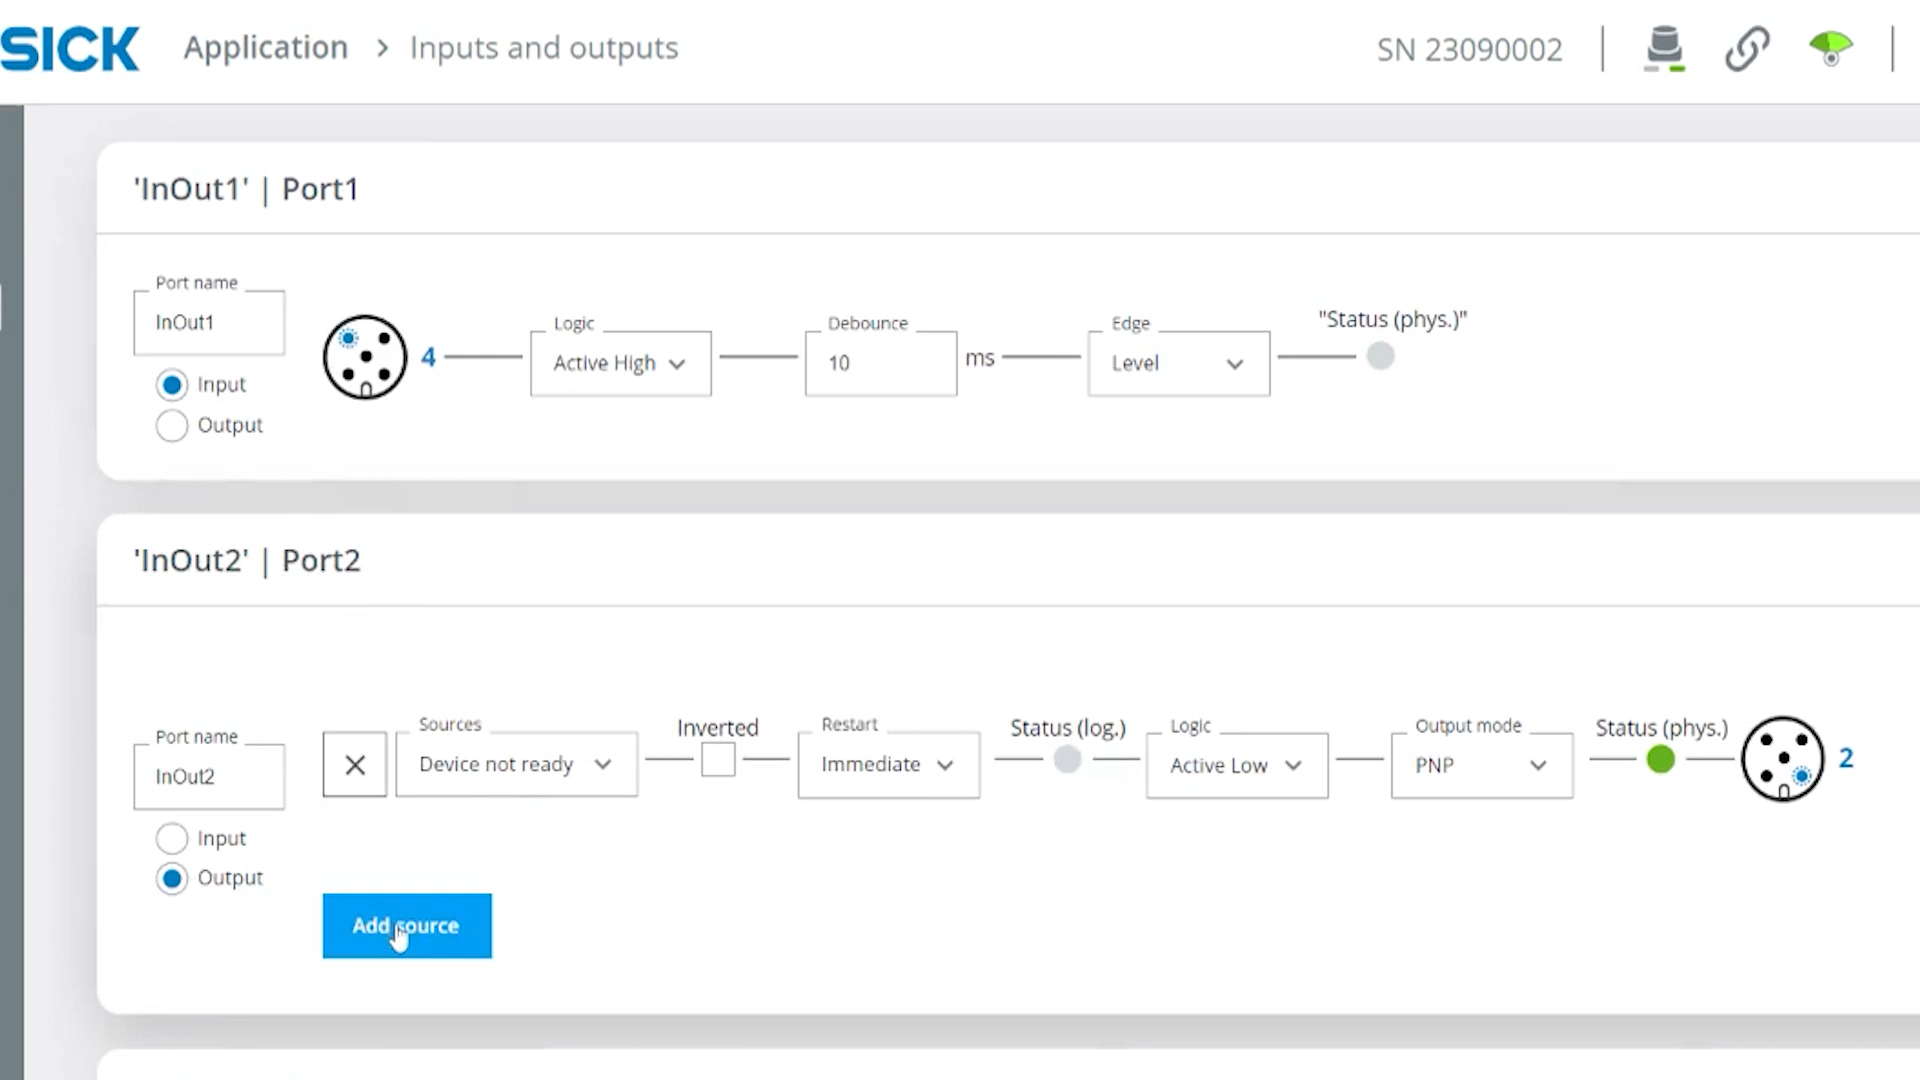 SICK Application > Inputs and outputs SN 23090002
'InOut1' | Port1
Port name
InOut1
Input
Output
4
Logic
Active High
Debounce
10
ms
Edge
Level
"Status (phys.)"
'InOut2' | Port2
Port name
InOut2
Input
Output
Sources
Device not ready
Inverted
Restart
Immediate
Status (log.)
Logic
Active Low
Output mode
PNP
Status (phys.)
2
Add source